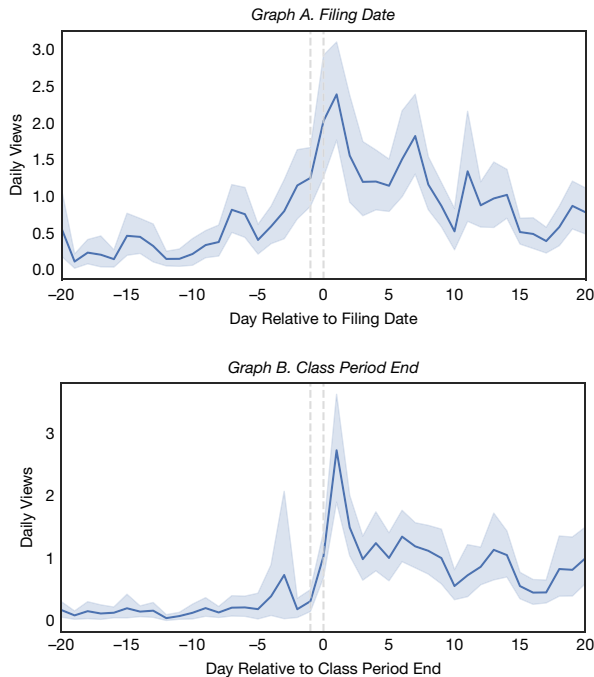 Graph A. Filing Date
3.0
2.5
2.0
1.5
1.0
0.5
0.0
Daily Views
−20 −15 −10 −5 0 5 10 15 20
Day Relative to Filing Date
Graph B. Class Period End
3
2
1
0
Daily Views
−20 −15 −10 −5 0 5 10 15 20
Day Relative to Class Period End